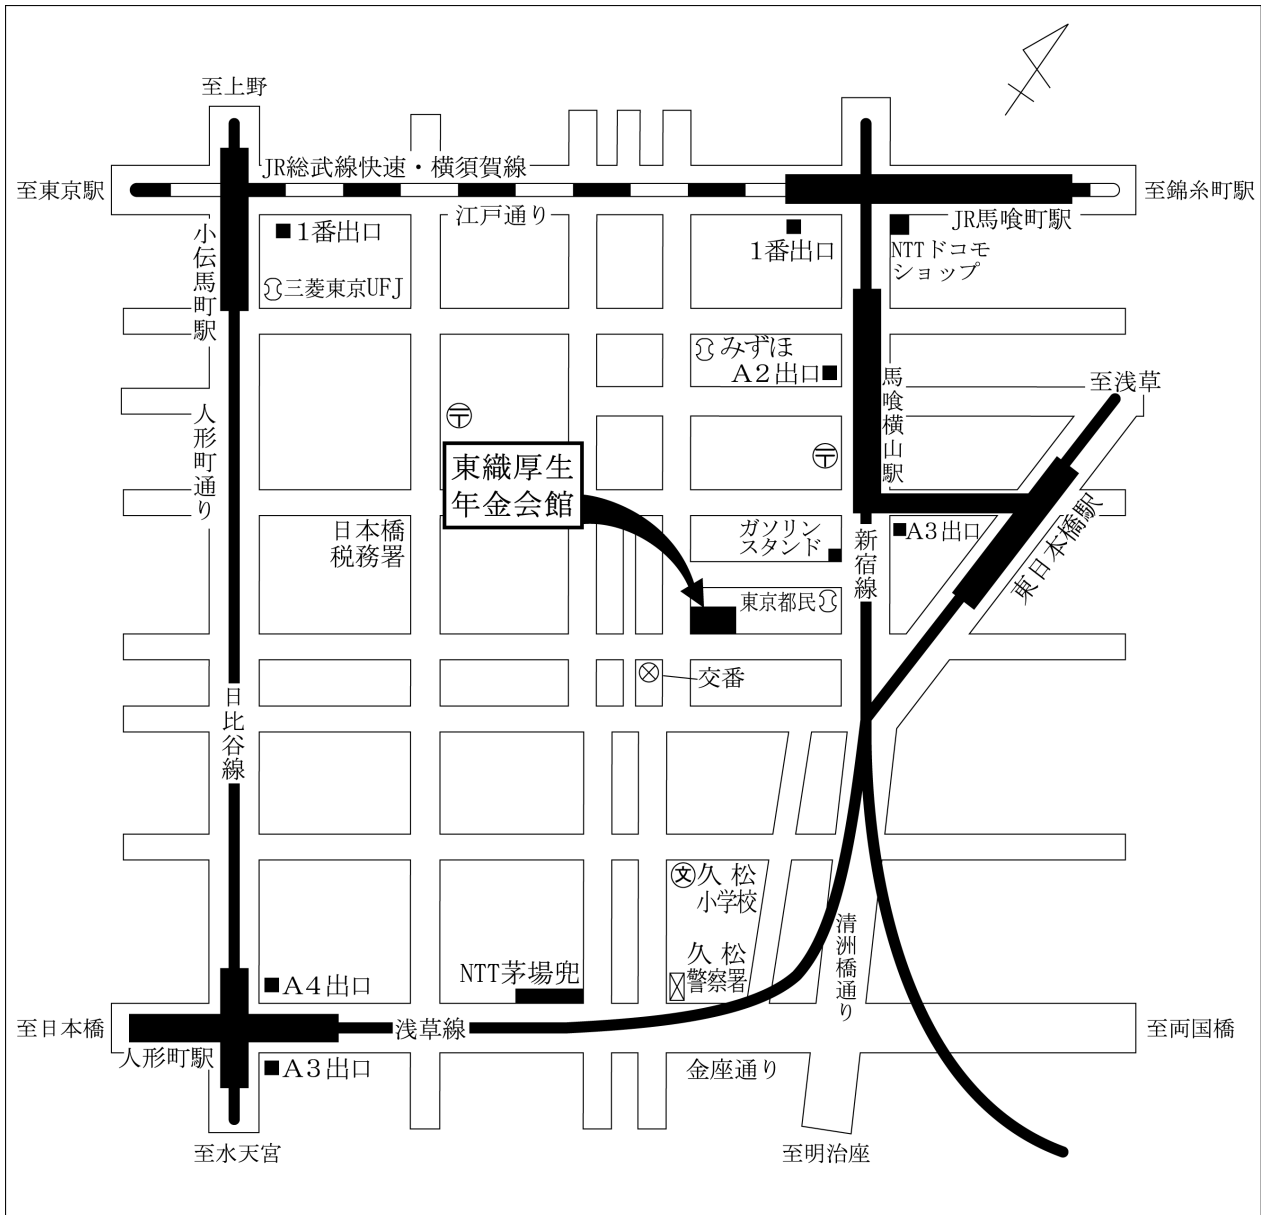 至上野
JR総武線快速・横須賀線
至東京駅
至錦糸町駅
江戸通り
JR馬喰町駅
1番出口
1番出口
NTTドコモ
ショップ
小伝馬町駅
三菱東京UFJ
みずほ
A2出口
馬喰横山駅
至浅草
人形町通り
〒
〒
東織厚生
年金会館
日本橋
税務署
ガソリン
スタンド
新宿線
A3出口
東日本橋駅
東京都民
交番
日比谷線
文
久松
小学校
久松
警察署
清洲橋通り
NTT茅場兜
A4出口
至日本橋
浅草線
至両国橋
人形町駅
A3出口
金座通り
至水天宮
至明治座